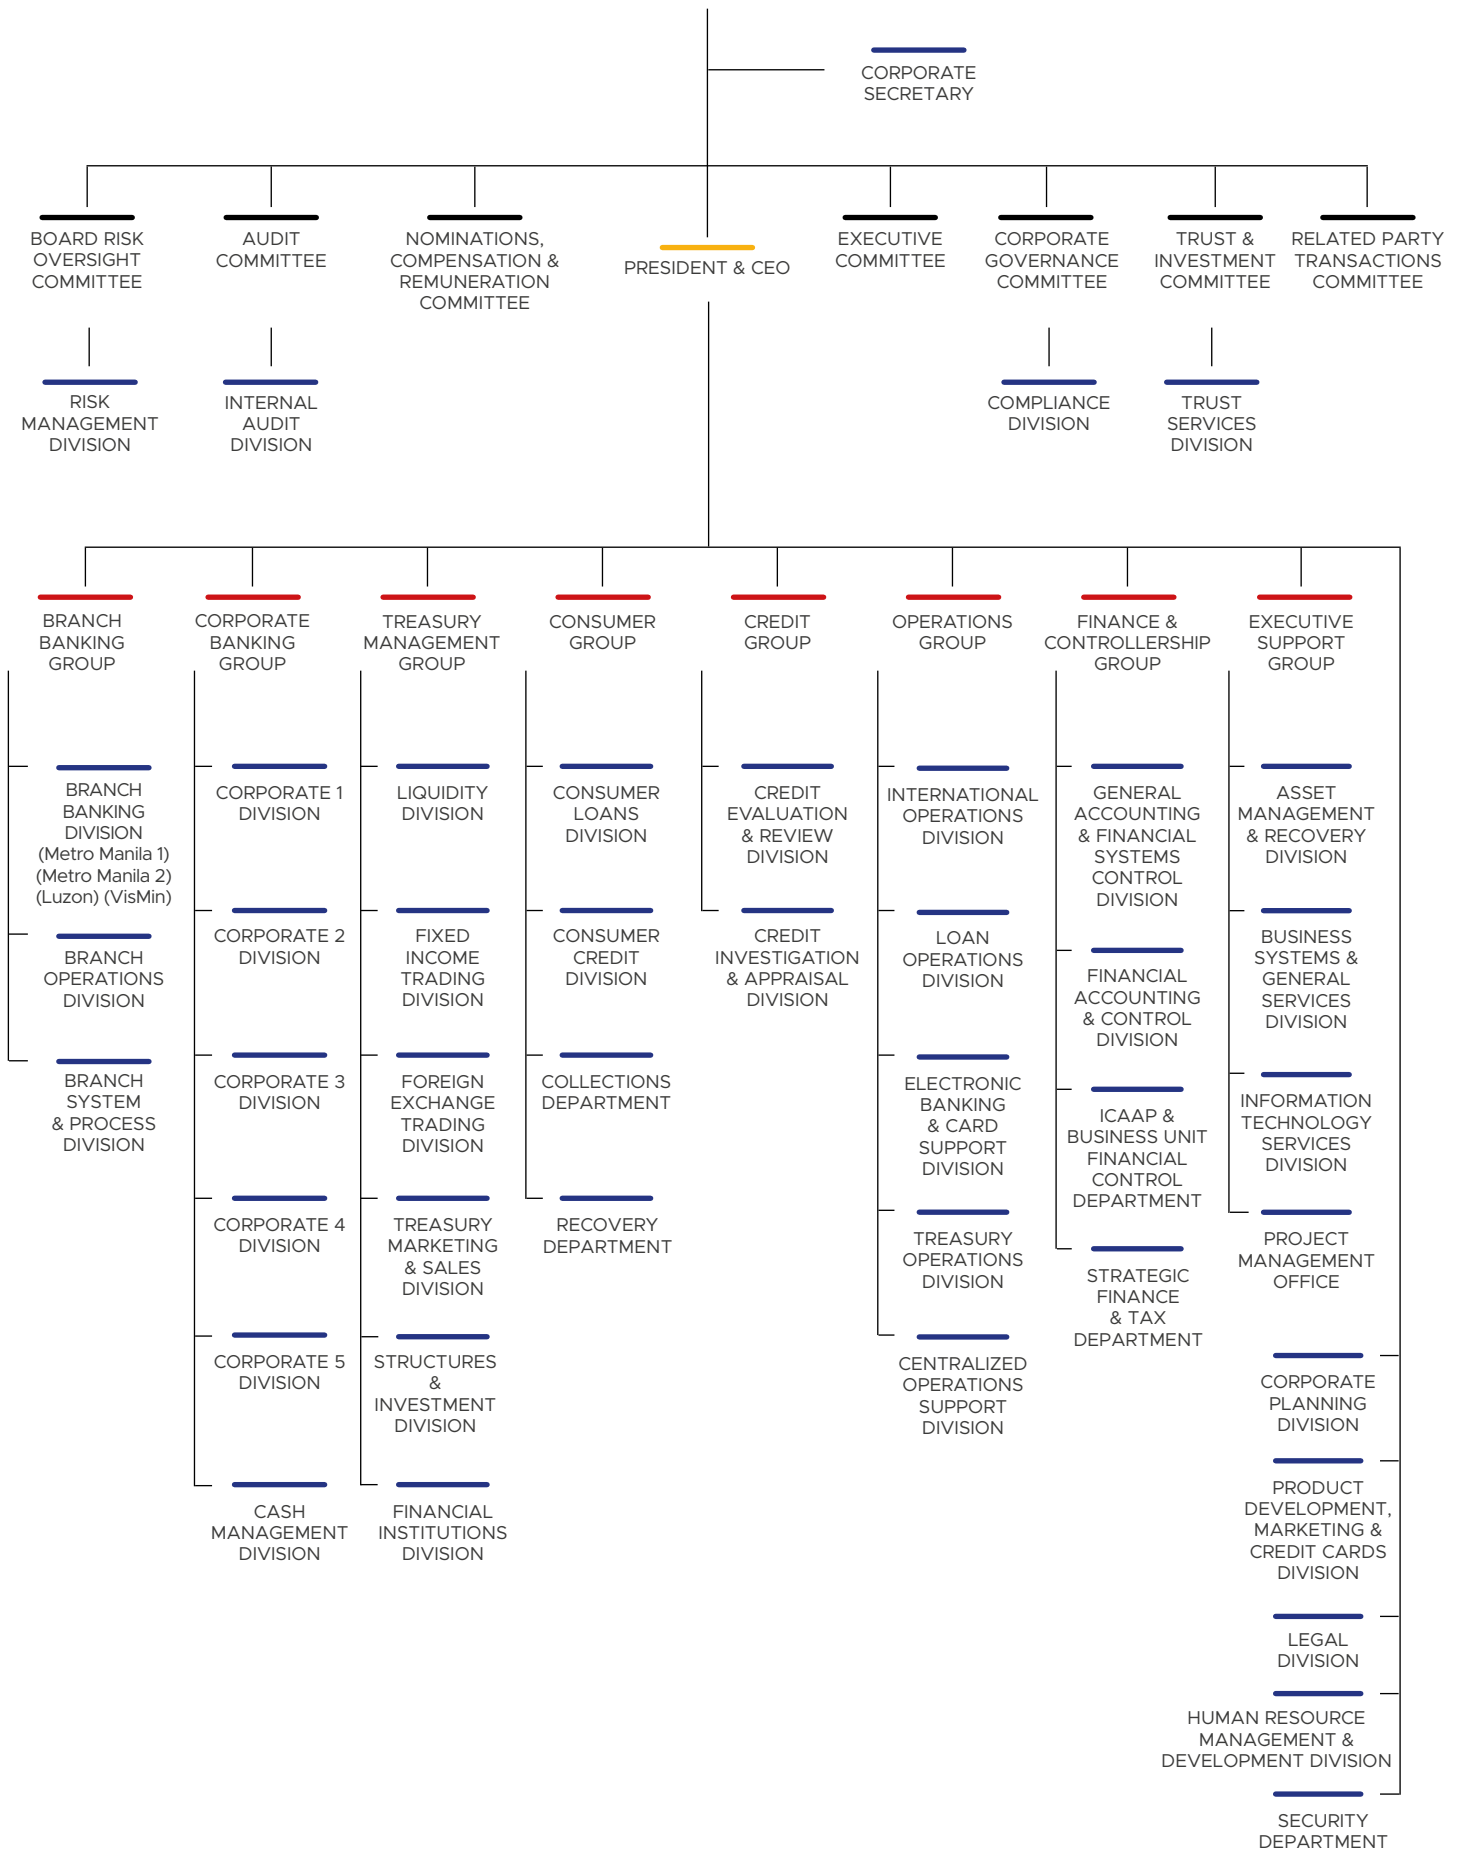 CORPORATE
SECRETARY
BOARD RISK
OVERSIGHT
COMMITTEE
AUDIT
COMMITTEE
NOMINATIONS,
COMPENSATION &
REMUNERATION
COMMITTEE
PRESIDENT & CEO
EXECUTIVE
COMMITTEE
CORPORATE
GOVERNANCE
COMMITTEE
TRUST &
INVESTMENT
COMMITTEE
RELATED PARTY
TRANSACTIONS
COMMITTEE
RISK
MANAGEMENT
DIVISION
INTERNAL
AUDIT
DIVISION
COMPLIANCE
DIVISION
TRUST
SERVICES
DIVISION
BRANCH
BANKING
GROUP
BRANCH
BANKING
DIVISION
(Metro Manila 1)
(Metro Manila 2)
(Luzon) (VisMin)
BRANCH
OPERATIONS
DIVISION
BRANCH
SYSTEM
& PROCESS
DIVISION
CORPORATE
BANKING
GROUP
CORPORATE 1
DIVISION
CORPORATE 2
DIVISION
CORPORATE 3
DIVISION
CORPORATE 4
DIVISION
CORPORATE 5
DIVISION
CASH
MANAGEMENT
DIVISION
TREASURY
MANAGEMENT
GROUP
LIQUIDITY
DIVISION
FIXED
INCOME
TRADING
DIVISION
FOREIGN
EXCHANGE
TRADING
DIVISION
TREASURY
MARKETING
& SALES
DIVISION
STRUCTURES
&
INVESTMENT
DIVISION
FINANCIAL
INSTITUTIONS
DIVISION
CONSUMER
GROUP
CONSUMER
LOANS
DIVISION
CONSUMER
CREDIT
DIVISION
COLLECTIONS
DEPARTMENT
RECOVERY
DEPARTMENT
CREDIT
GROUP
CREDIT
EVALUATION
& REVIEW
DIVISION
CREDIT
INVESTIGATION
& APPRAISAL
DIVISION
OPERATIONS
GROUP
INTERNATIONAL
OPERATIONS
DIVISION
LOAN
OPERATIONS
DIVISION
ELECTRONIC
BANKING
& CARD
SUPPORT
DIVISION
TREASURY
OPERATIONS
DIVISION
CENTRALIZED
OPERATIONS
SUPPORT
DIVISION
FINANCE &
CONTROLLERSHIP
GROUP
GENERAL
ACCOUNTING
& FINANCIAL
SYSTEMS
CONTROL
DIVISION
FINANCIAL
ACCOUNTING
& CONTROL
DIVISION
ICAAP &
BUSINESS UNIT
FINANCIAL
CONTROL
DEPARTMENT
STRATEGIC
FINANCE
& TAX
DEPARTMENT
EXECUTIVE
SUPPORT
GROUP
ASSET
MANAGEMENT
& RECOVERY
DIVISION
BUSINESS
SYSTEMS &
GENERAL
SERVICES
DIVISION
INFORMATION
TECHNOLOGY
SERVICES
DIVISION
PROJECT
MANAGEMENT
OFFICE
CORPORATE
PLANNING
DIVISION
PRODUCT
DEVELOPMENT,
MARKETING &
CREDIT CARDS
DIVISION
LEGAL
DIVISION
HUMAN RESOURCE
MANAGEMENT &
DEVELOPMENT DIVISION
SECURITY
DEPARTMENT